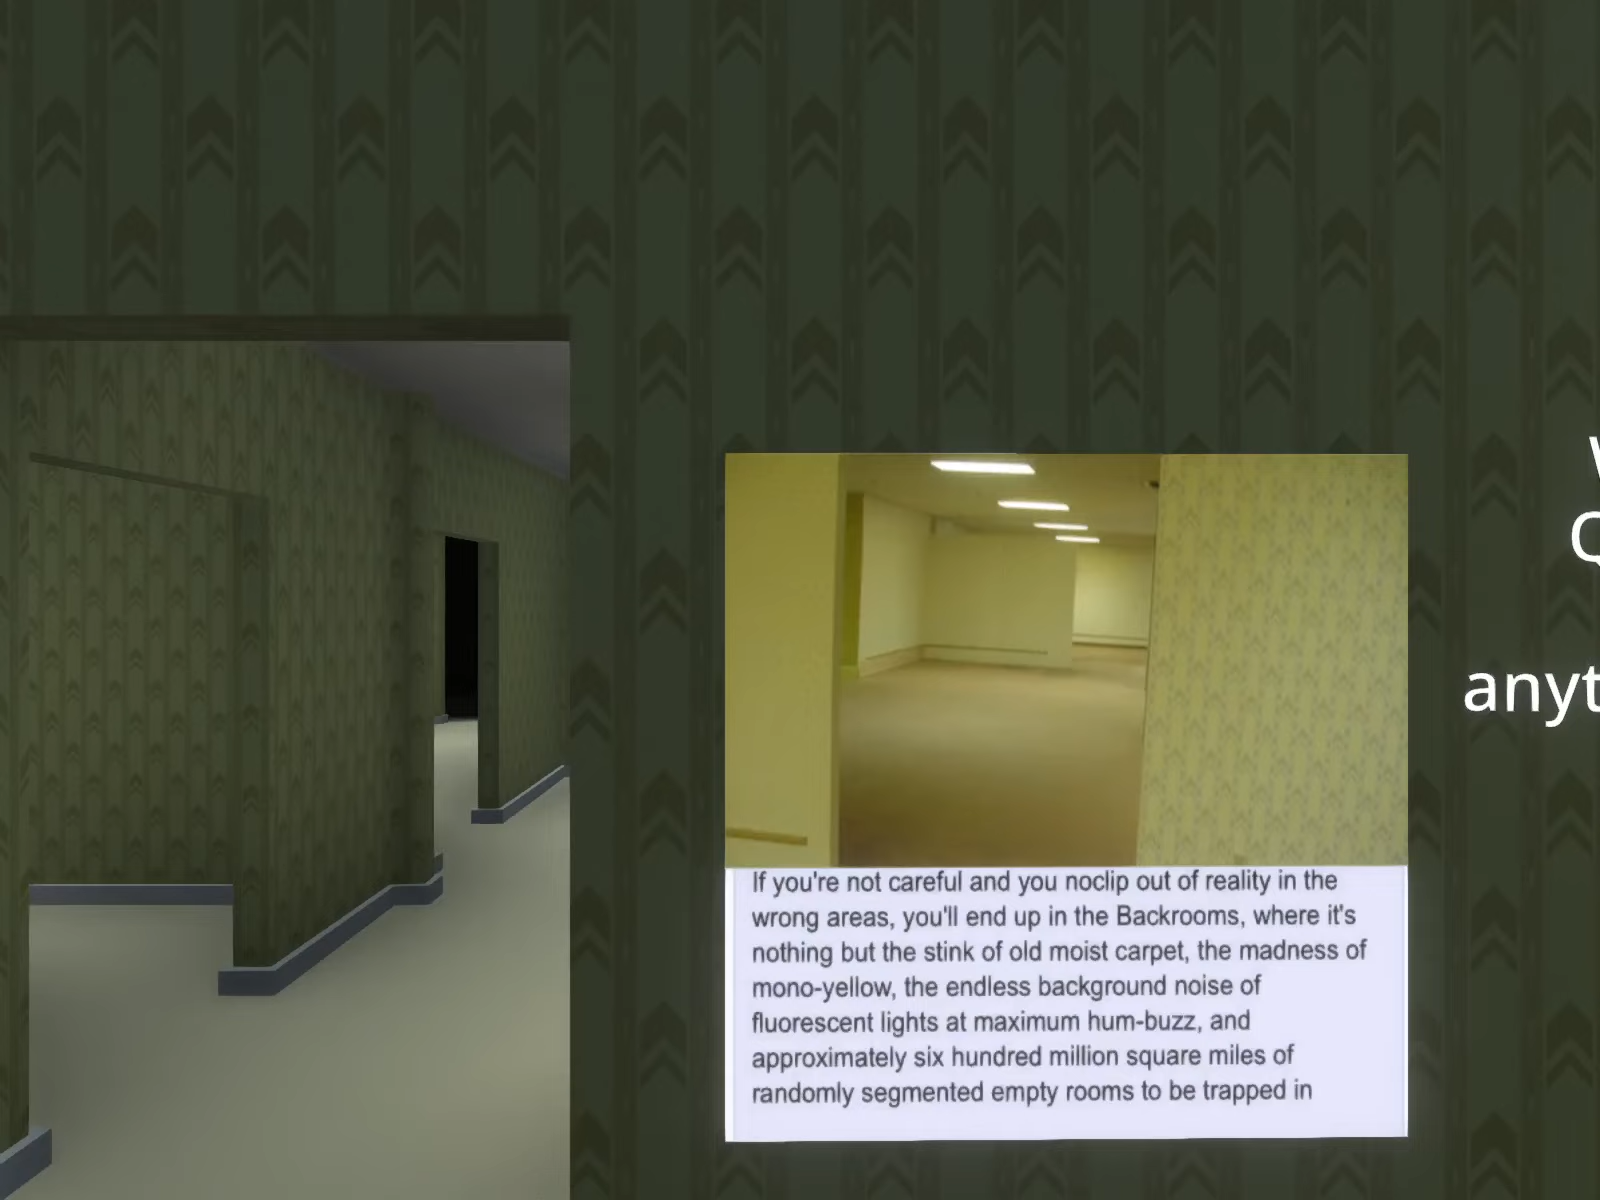 If you're not careful and you noclip out of reality in the
wrong areas, you'll end up in the Backrooms, where it's
nothing but the stink of old moist carpet, the madness of
mono-yellow, the endless background noise of
fluorescent lights at maximum hum-buzz, and
approximately six hundred million square miles of
randomly segmented empty rooms to be trapped in